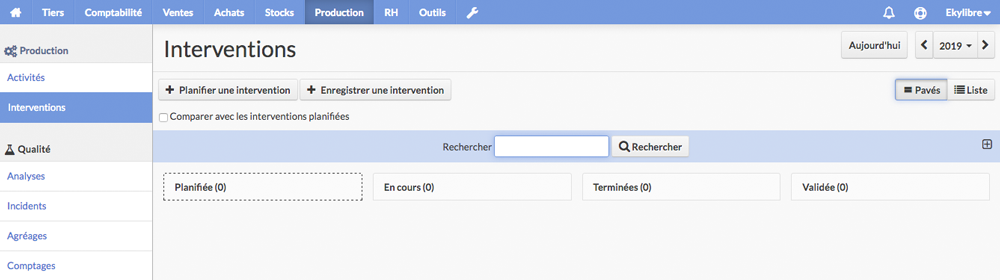 Tiers Comptabilité Ventes Achats Stocks Production RH Outils Ekylibre
Production
Activités
Interventions
Qualité
Analyses
Incidents
Agréages
Comptages
Interventions
Aujourd'hui 2019
Planifier une intervention Enregistrer une intervention Pavés Liste
Comparer avec les interventions planifiées
Rechercher Rechercher
Planifiée (0) En cours (0) Terminées (0) Validée (0)